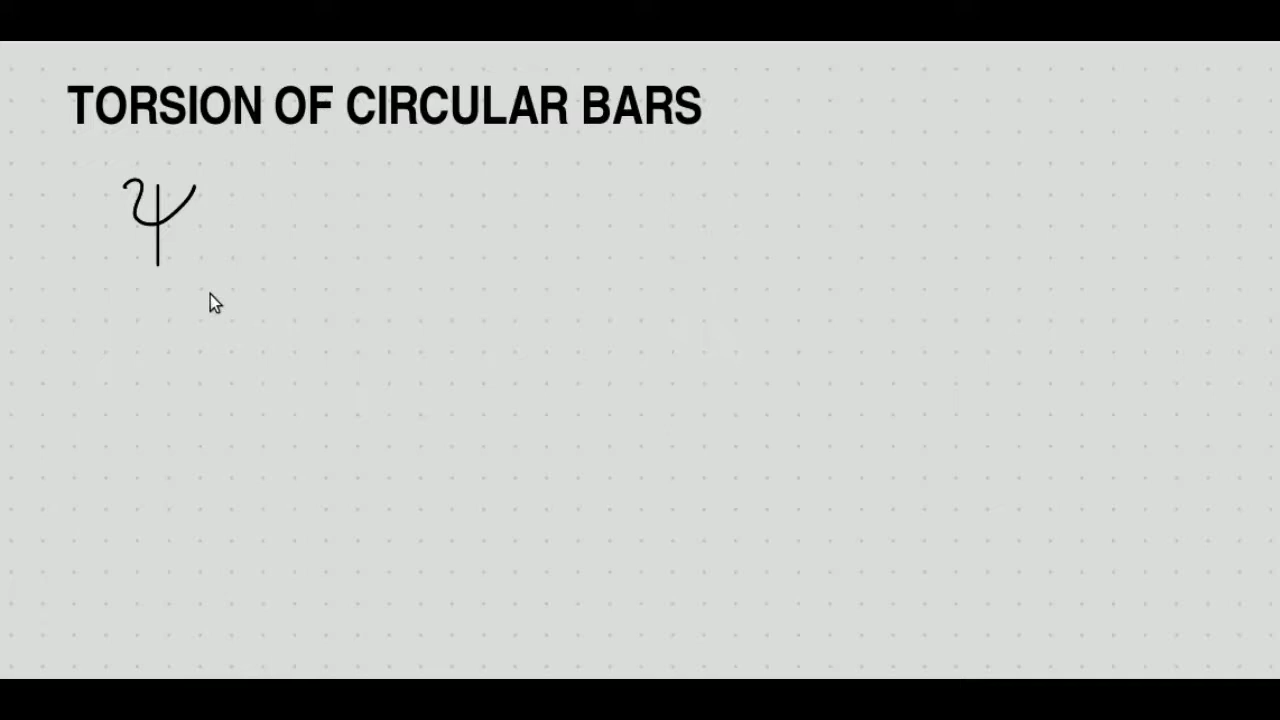 TORSION OF CIRCULAR BARS
ψ